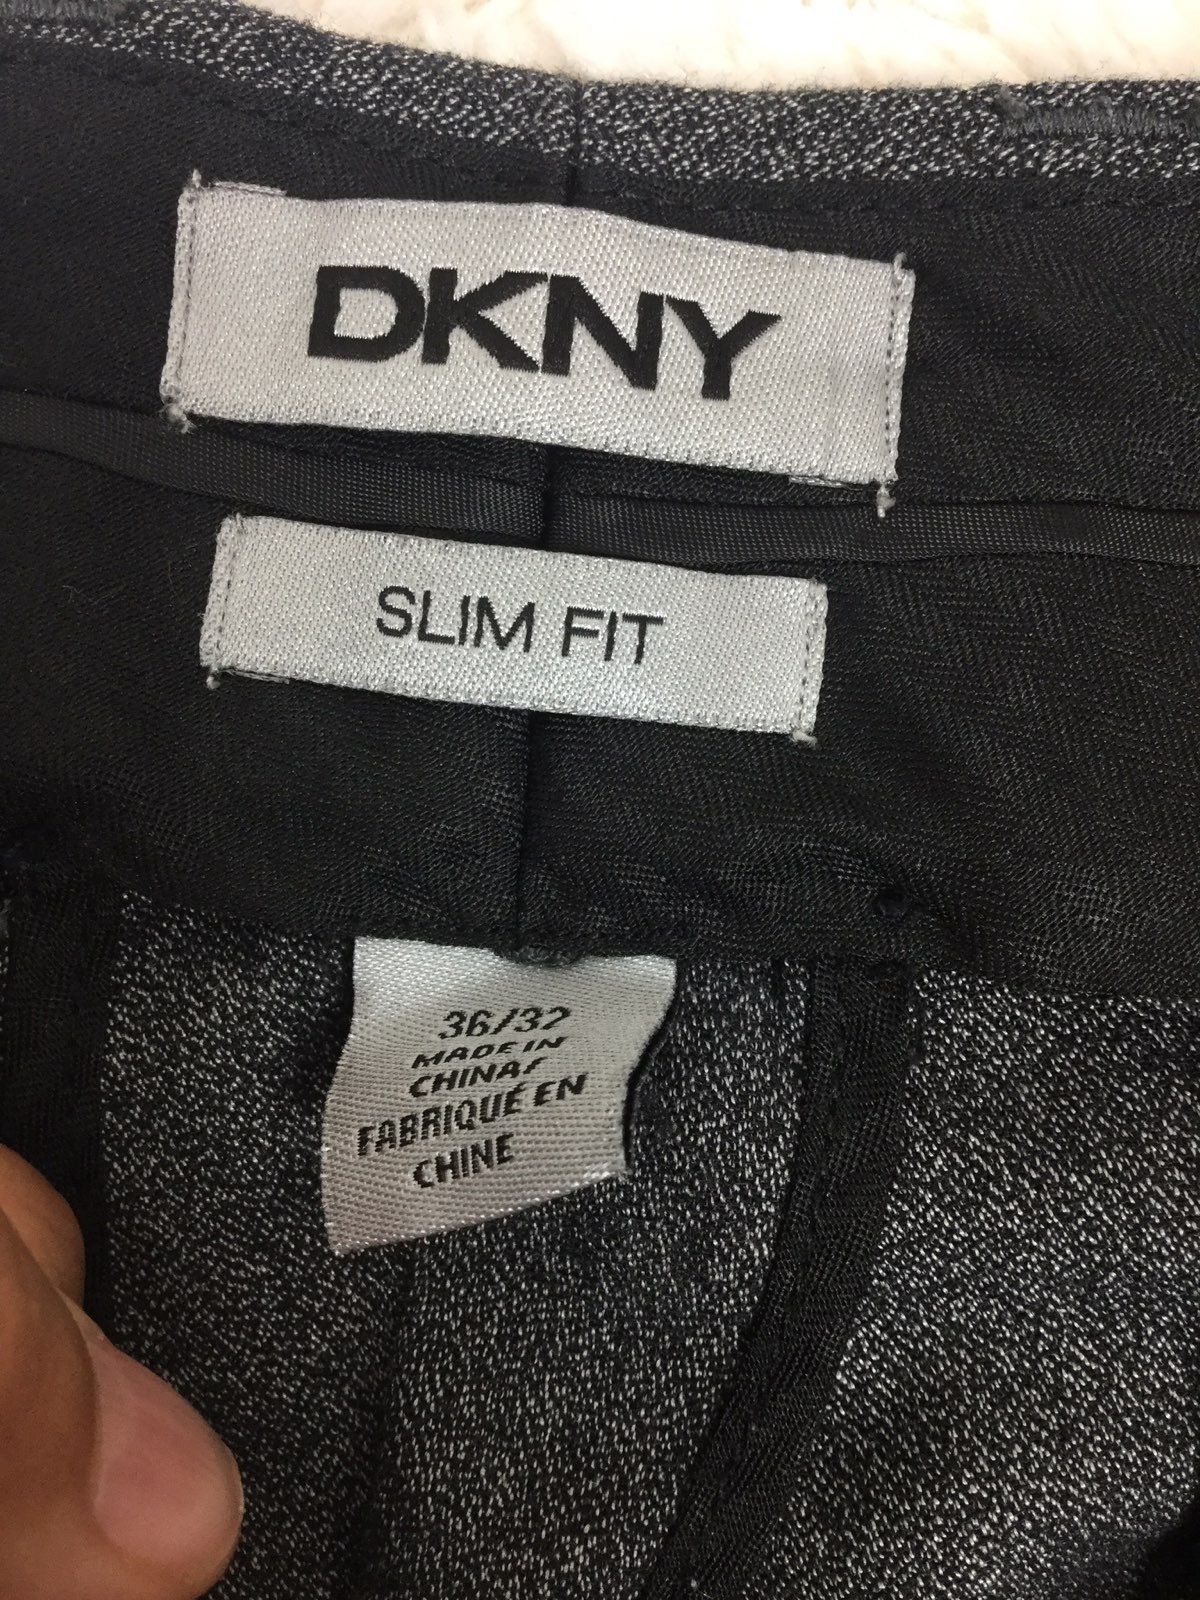 DKNY
SLIM FIT
36/32
MADE IN
CHINA/
FABRIQUÉ EN
CHINE